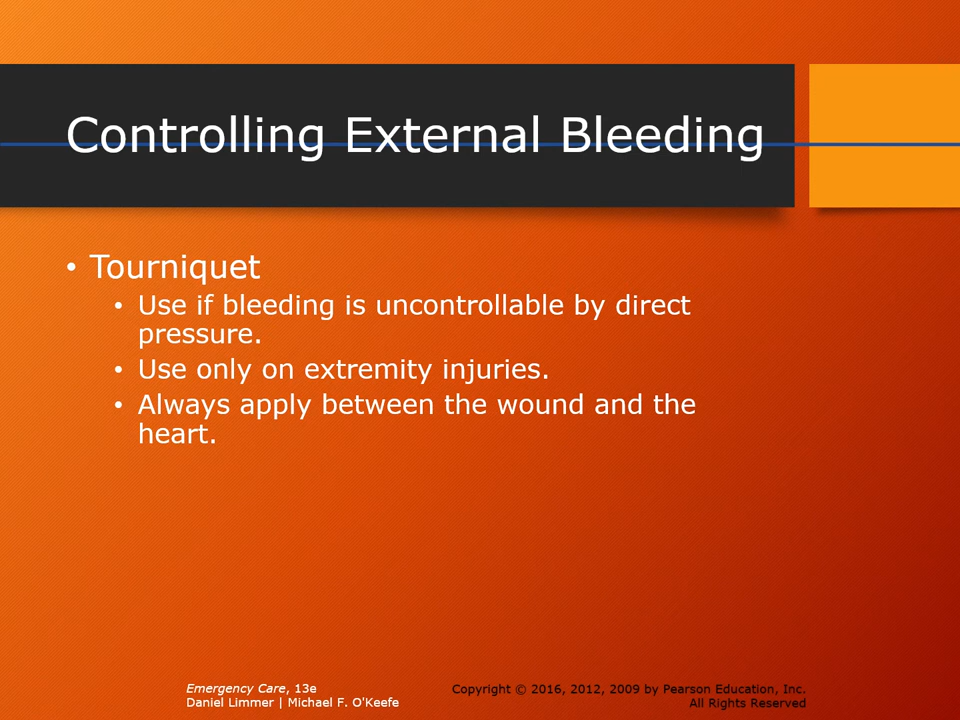 Controlling External Bleeding
• Tourniquet
• Use if bleeding is uncontrollable by direct
pressure.
• Use only on extremity injuries.
• Always apply between the wound and the
heart.
Emergency Care, 13e
Daniel Limmer | Michael F. O'Keefe
Copyright © 2016, 2012, 2009 by Pearson Education, Inc.
All Rights Reserved